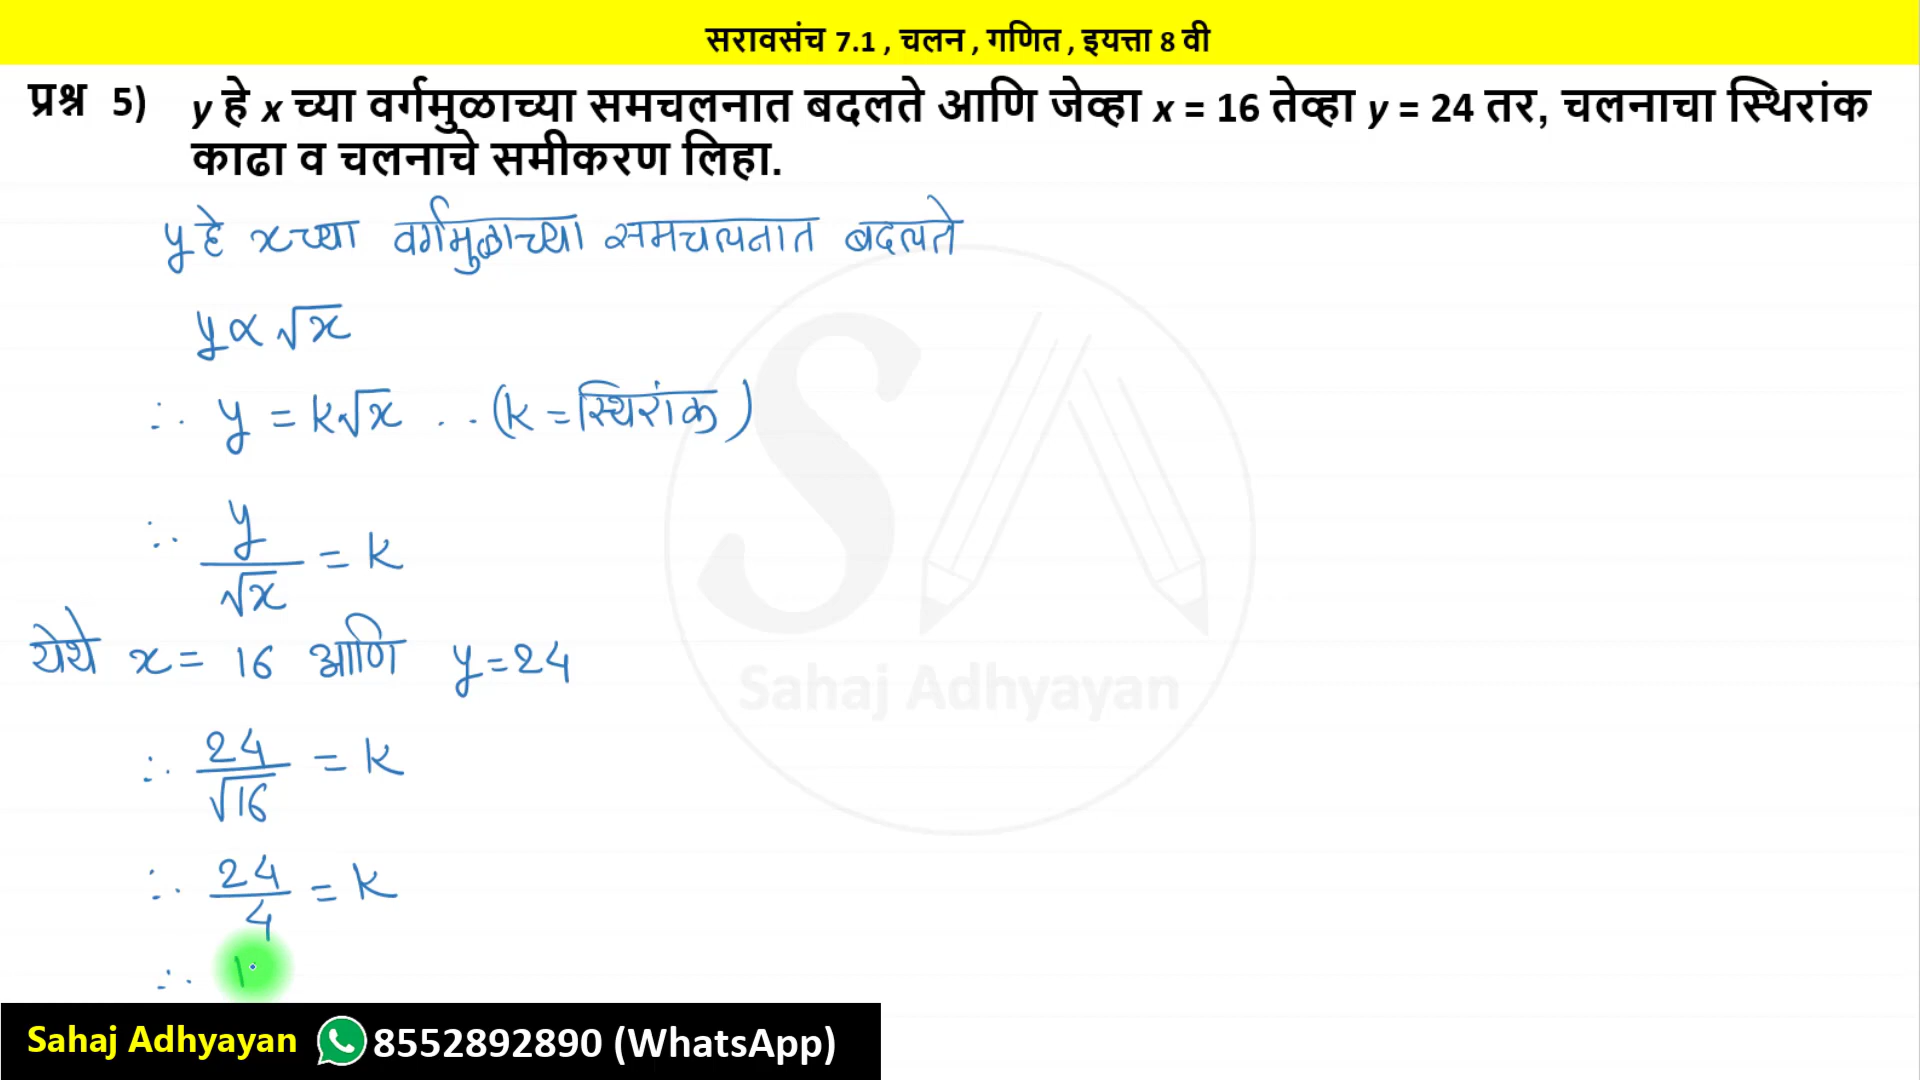 सरावसंच 7.1 , चलन , गणित , इयत्ता 8 वी
प्रश्न 5) y हे x च्या वर्गमुळाच्या समचलनात बदलते आणि जेव्हा x = 16 तेव्हा y = 24 तर, चलनाचा स्थिरांक
काढा व चलनाचे समीकरण लिहा.
y हे x च्या वर्गमुळाच्या समचलनात बदलते
y ∝ √x
∴ y = k√x .. (k = स्थिरांक)
∴ y/√x = k
येथे x = 16 आणि y = 24
∴ 24/√16 = k
∴ 24/4 = k
∴
Sahaj Adhyayan
Sahaj Adhyayan 8552892890 (WhatsApp)